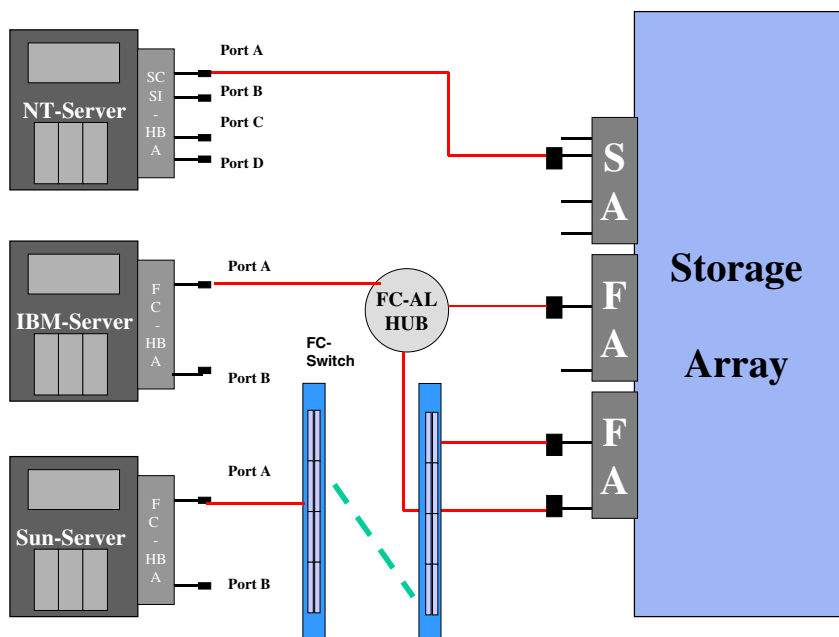 NT-Server
SC
SI
-
HB
A
Port A
Port B
Port C
Port D
S
A
IBM-Server
F
C
-
HB
A
Port A
Port B
FC-AL
HUB
F
A
Storage
Array
FC-
Switch
Sun-Server
F
C
-
HB
A
Port A
Port B
F
A